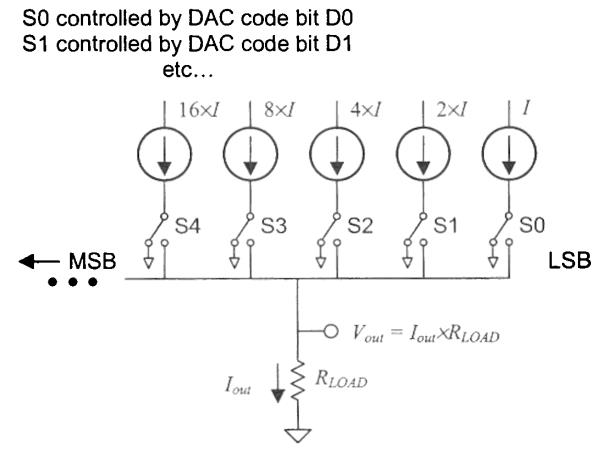 S0 controlled by DAC code bit D0
S1 controlled by DAC code bit D1
etc...
16×I 8×I 4×I 2×I I
S4 S3 S2 S1 S0
MSB LSB
Vout = Iout×RLOAD
Iout RLOAD